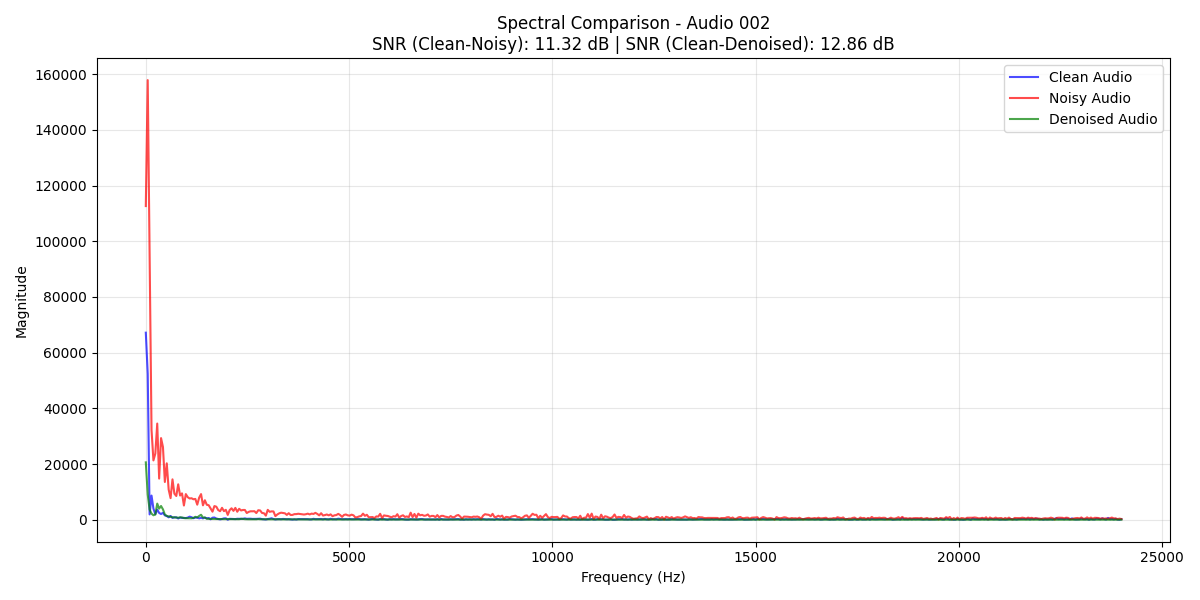 Spectral Comparison - Audio 002
SNR (Clean-Noisy): 11.32 dB | SNR (Clean-Denoised): 12.86 dB
Clean Audio
Noisy Audio
Denoised Audio
Magnitude
160000
140000
120000
100000
80000
60000
40000
20000
0
0 5000 10000 15000 20000 25000
Frequency (Hz)